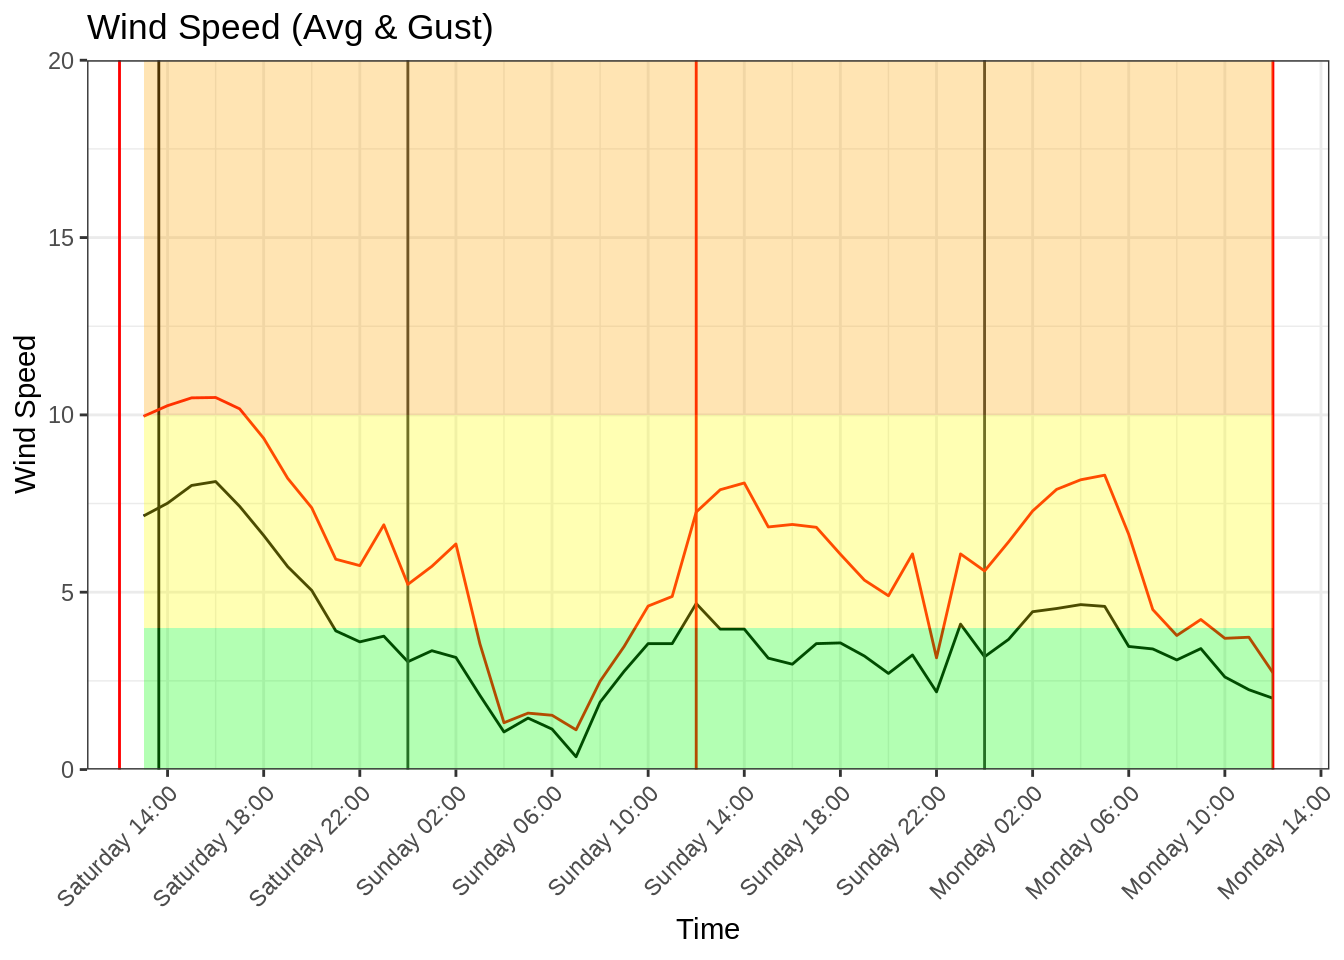 Wind Speed (Avg & Gust)
20
15
10
5
0
Wind Speed
Saturday 14:00
Saturday 18:00
Saturday 22:00
Sunday 02:00
Sunday 06:00
Sunday 10:00
Sunday 14:00
Sunday 18:00
Sunday 22:00
Monday 02:00
Monday 06:00
Monday 10:00
Monday 14:00
Time